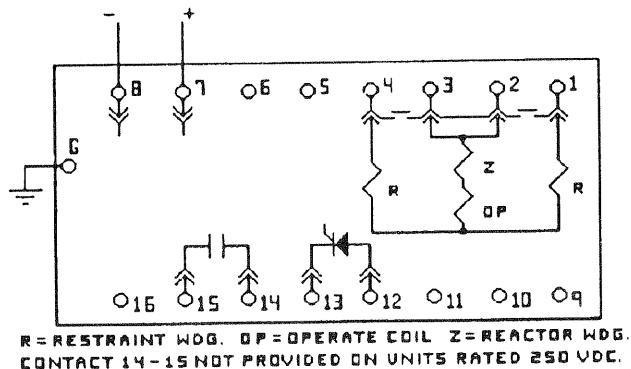 - +
8 7 6 5 4 3 2 1
G
Z
R R
OP
16 15 14 13 12 11 10 9
R = RESTRAINT WDG. OP = OPERATE COIL Z = REACTOR WDG.
CONTACT 14-15 NOT PROVIDED ON UNITS RATED 250 VDC.